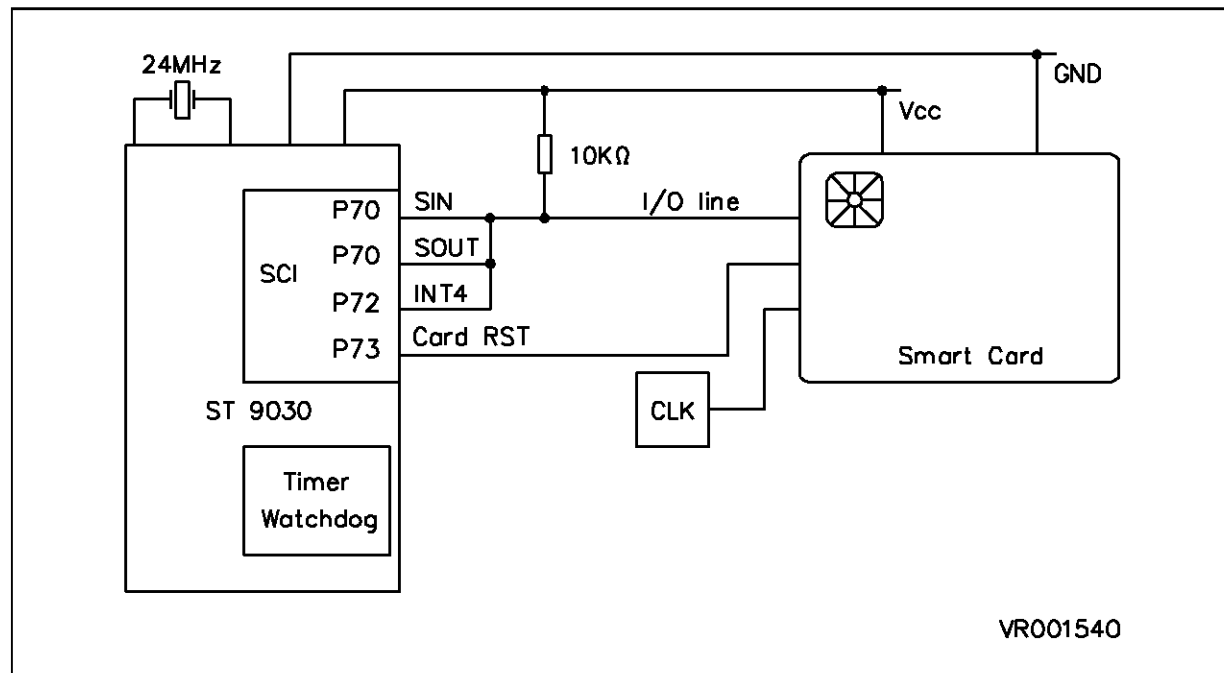 24MHz
GND
Vcc
10KΩ
P70 SIN I/O line
P70 SOUT
SCI
P72 INT4
P73 Card RST
Smart Card
ST 9030
CLK
Timer
Watchdog
VR001540